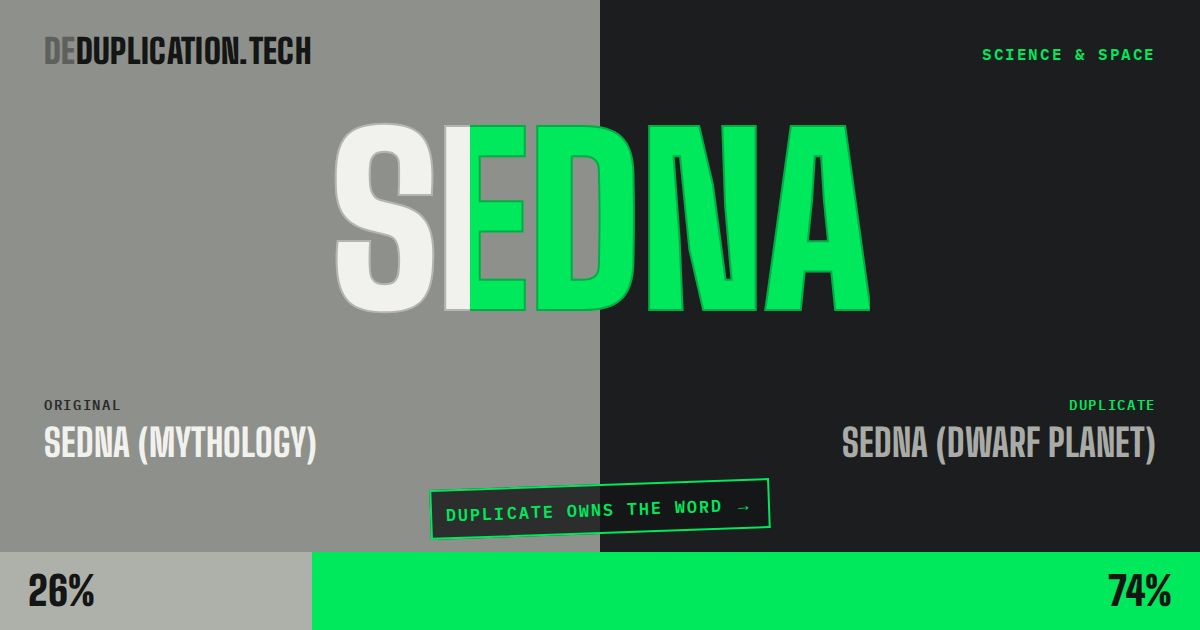 DEDUPLICATION.TECH
SCIENCE & SPACE
SEDNA
ORIGINAL
SEDNA (MYTHOLOGY)
DUPLICATE
SEDNA (DWARF PLANET)
DUPLICATE OWNS THE WORD →
26%
74%